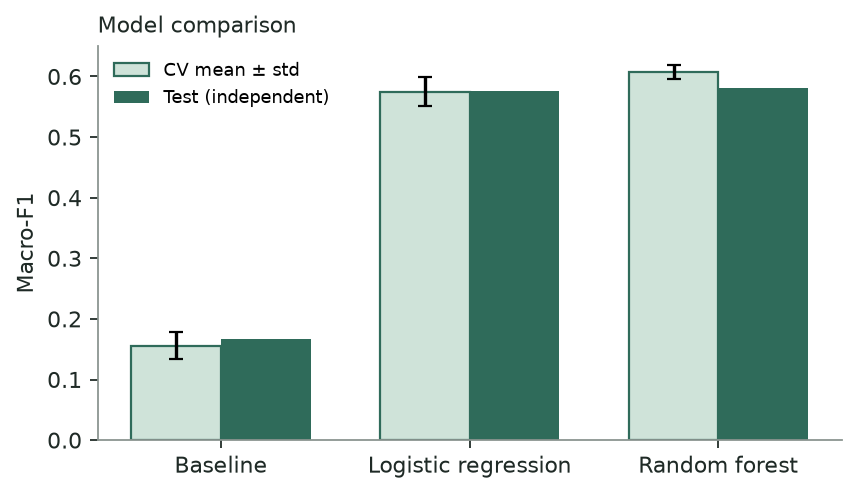 Model comparison
CV mean ± std
Test (independent)
Macro-F1
0.6
0.5
0.4
0.3
0.2
0.1
0.0
Baseline
Logistic regression
Random forest